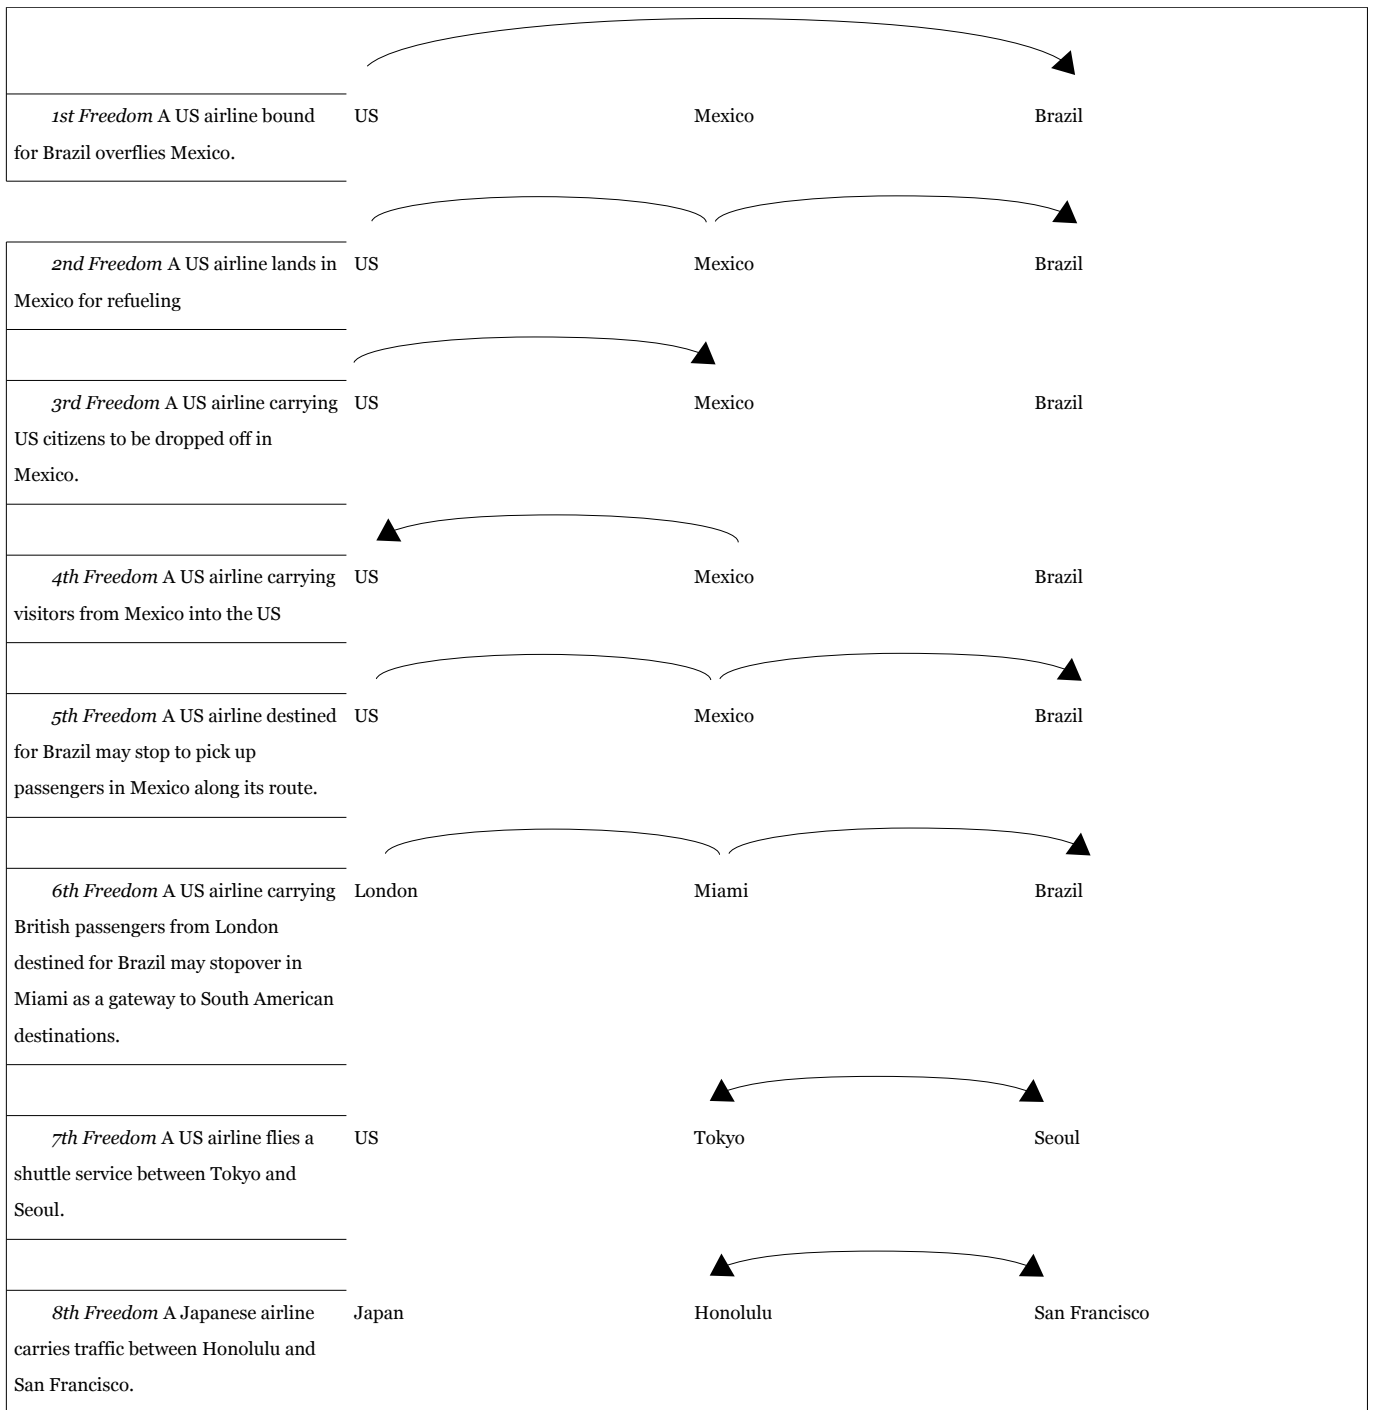 1st Freedom A US airline bound US Mexico Brazil
for Brazil overflies Mexico.
2nd Freedom A US airline lands in US Mexico Brazil
Mexico for refueling
3rd Freedom A US airline carrying US Mexico Brazil
US citizens to be dropped off in
Mexico.
4th Freedom A US airline carrying US Mexico Brazil
visitors from Mexico into the US
5th Freedom A US airline destined US Mexico Brazil
for Brazil may stop to pick up
passengers in Mexico along its route.
6th Freedom A US airline carrying London Miami Brazil
British passengers from London
destined for Brazil may stopover in
Miami as a gateway to South American
destinations.
7th Freedom A US airline flies a US Tokyo Seoul
shuttle service between Tokyo and
Seoul.
8th Freedom A Japanese airline Japan Honolulu San Francisco
carries traffic between Honolulu and
San Francisco.